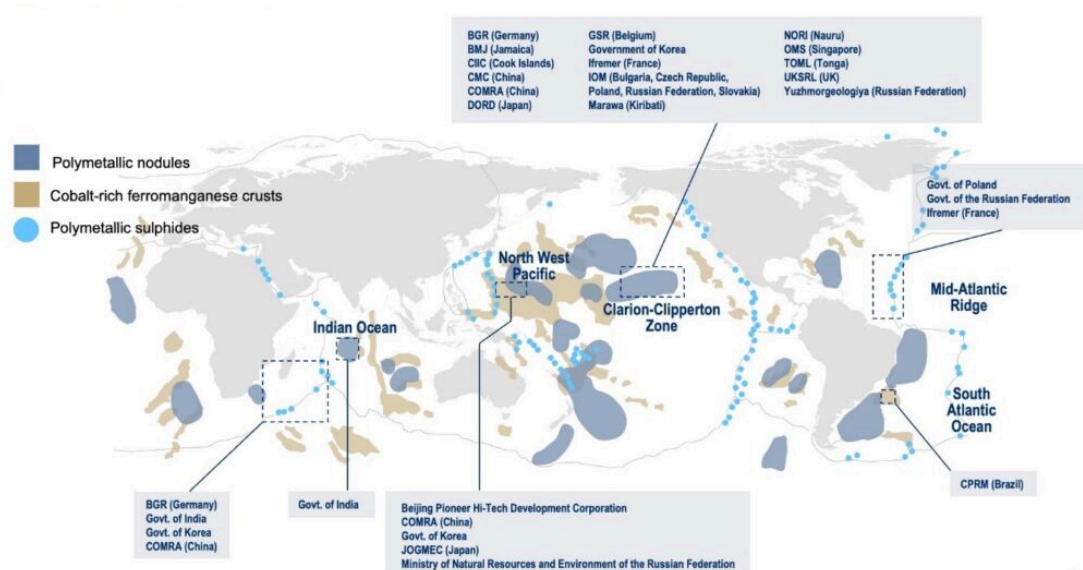 BGR (Germany)
BMJ (Jamaica)
CIIC (Cook Islands)
CMC (China)
COMRA (China)
DORD (Japan)
GSR (Belgium)
Government of Korea
Ifremer (France)
IOM (Bulgaria, Czech Republic,
Poland, Russian Federation, Slovakia)
Marawa (Kiribati)
NORI (Nauru)
OMS (Singapore)
TOML (Tonga)
UKSRL (UK)
Yuzhmorgeologiya (Russian Federation)
Polymetallic nodules
Cobalt-rich ferromanganese crusts
Polymetallic sulphides
Govt. of Poland
Govt. of the Russian Federation
Ifremer (France)
North West
Pacific
Clarion-Clipperton
Zone
Mid-Atlantic
Ridge
Indian Ocean
South
Atlantic
Ocean
BGR (Germany)
Govt. of India
Govt. of Korea
COMRA (China)
Govt. of India
Beijing Pioneer Hi-Tech Development Corporation
COMRA (China)
Govt. of Korea
JOGMEC (Japan)
Ministry of Natural Resources and Environment of the Russian Federation
CPRM (Brazil)